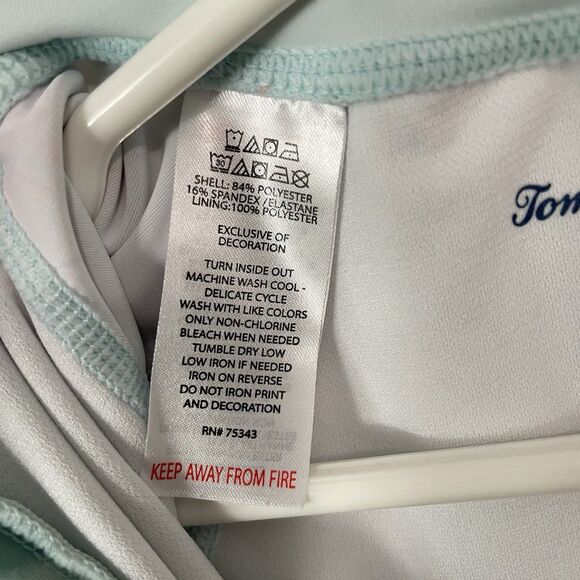 30
SHELL: 84% POLYESTER
16% SPANDEX /ELASTANE
LINING:100% POLYESTER
EXCLUSIVE OF
DECORATION
TURN INSIDE OUT
MACHINE WASH COOL -
DELICATE CYCLE
WASH WITH LIKE COLORS
ONLY NON-CHLORINE
BLEACH WHEN NEEDED
TUMBLE DRY LOW
LOW IRON IF NEEDED
IRON ON REVERSE
DO NOT IRON PRINT
AND DECORATION
RN# 75343
KEEP AWAY FROM FIRE
Tom